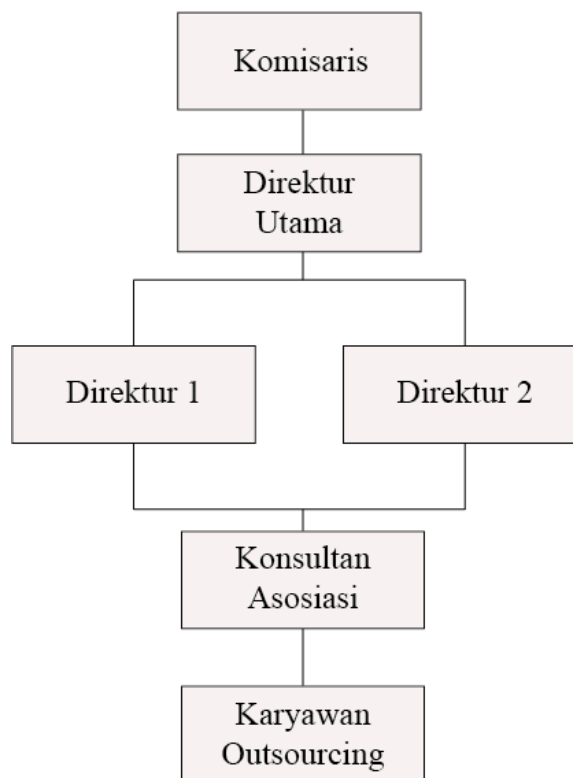 Komisaris
Direktur
Utama
Direktur 1
Direktur 2
Konsultan
Asosiasi
Karyawan
Outsourcing